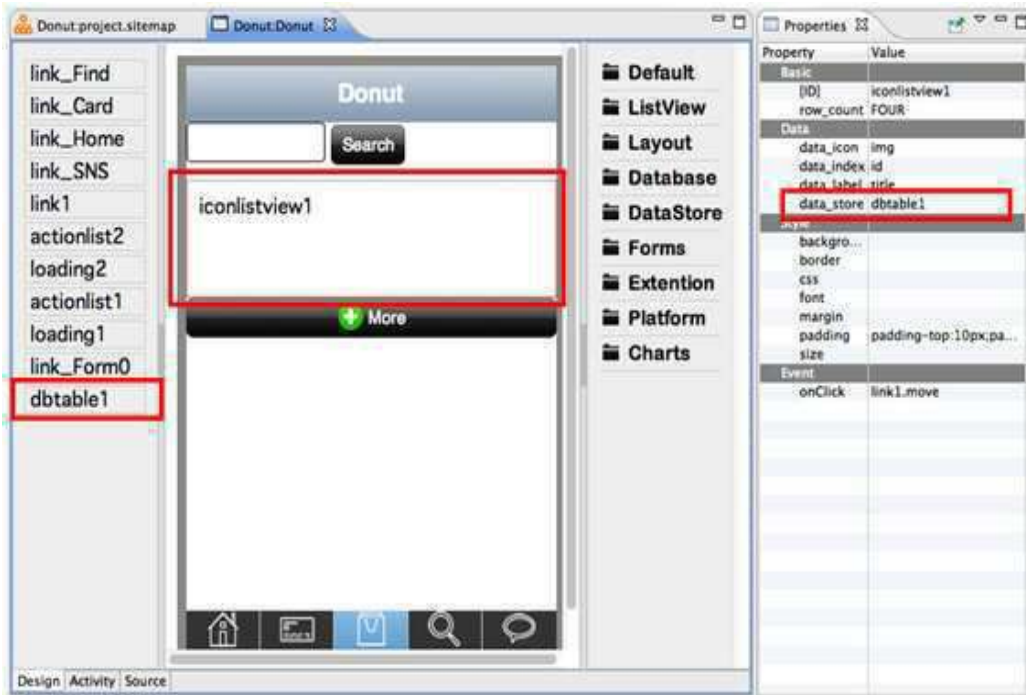 Donut:project.sitemap
Donut:Donut
link_Find
link_Card
link_Home
link_SNS
link1
actionlist2
loading2
actionlist1
loading1
link_Form0
dbtable1
Donut
Search
iconlistview1
More
Default
ListView
Layout
Database
DataStore
Forms
Extention
Platform
Charts
Design Activity Source
Properties
Property Value
Basic
[ID] iconlistview1
row_count FOUR
Data
data_icon img
data_index id
data_label title
data_store dbtable1
Style
backgro...
border
css
font
margin
padding padding-top:10px;pa...
size
Event
onClick link1.move